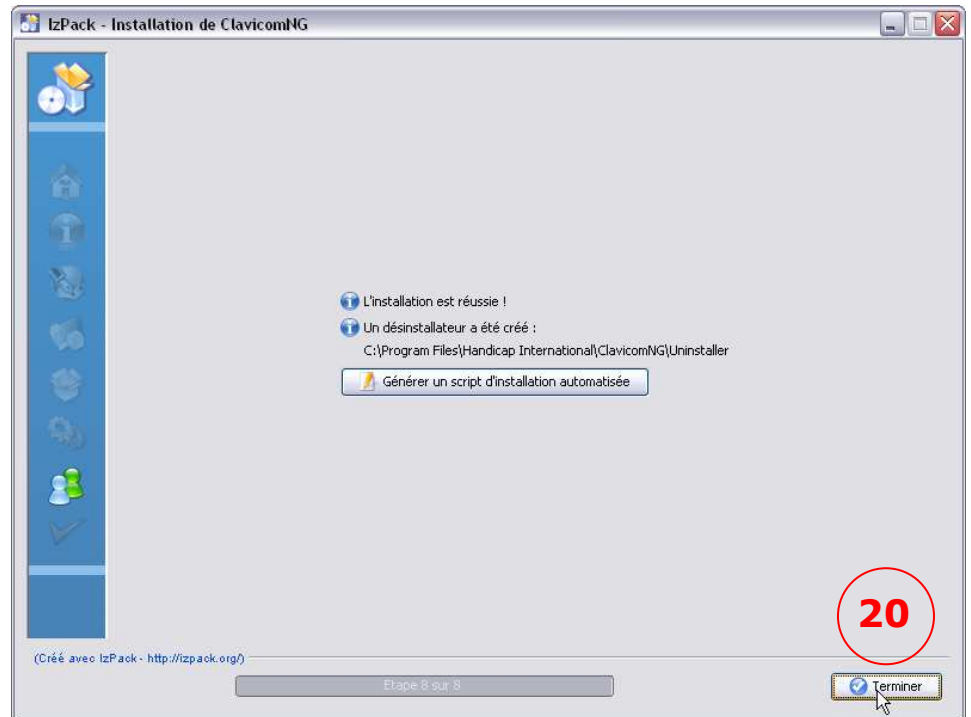 IzPack - Installation de ClavicomNG
L'installation est réussie !
Un désinstallateur a été créé :
C:\Program Files\Handicap International\ClavicomNG\Uninstaller
Générer un script d'installation automatisée
20
(Créé avec IzPack - http://izpack.org/)
Etape 8 sur 8
Terminer